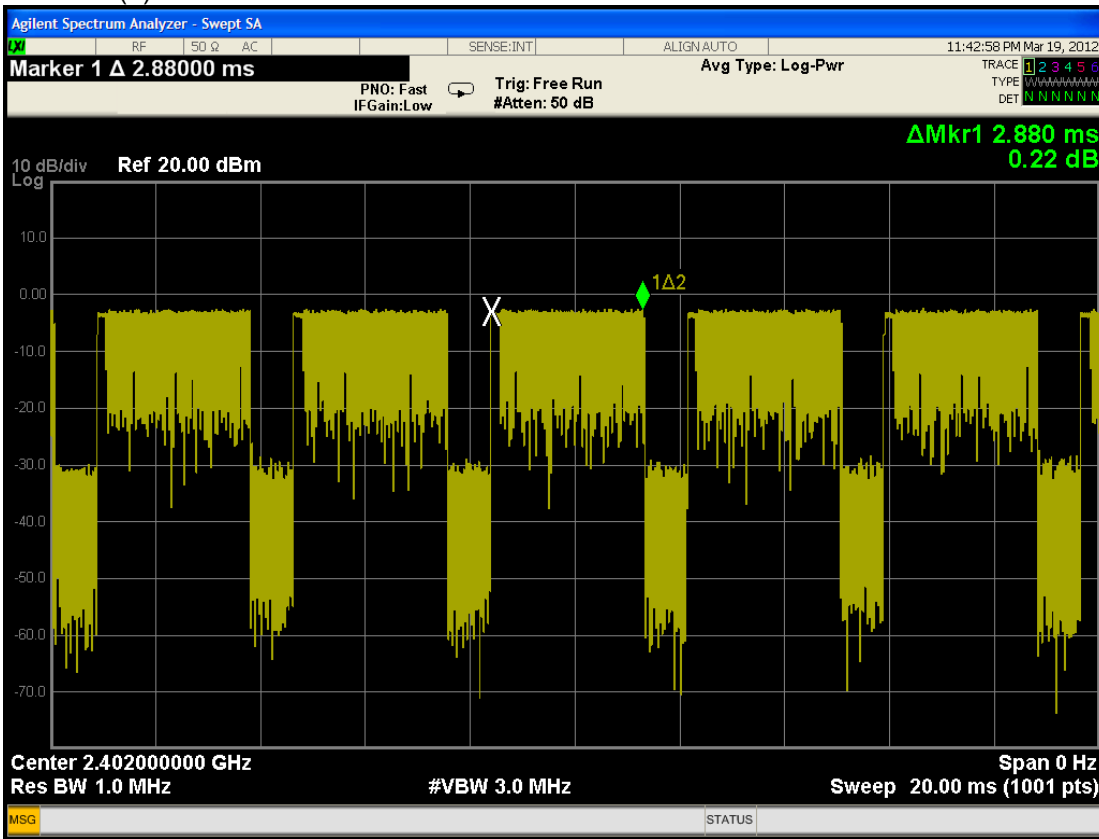 Agilent Spectrum Analyzer - Swept SA
LXI RF 50 Ω AC SENSE:INT ALIGN AUTO 11:42:58 PM Mar 19, 2012
Marker 1 Δ 2.88000 ms
PNO: Fast
IFGain:Low
Trig: Free Run
#Atten: 50 dB
Avg Type: Log-Pwr
TRACE 1 2 3 4 5 6
TYPE WWWWWW
DET N N N N N N
ΔMkr1 2.880 ms
0.22 dB
10 dB/div Ref 20.00 dBm
Log
10.0
0.00
1Δ2
X
-10.0
-20.0
-30.0
-40.0
-50.0
-60.0
-70.0
Center 2.402000000 GHz Span 0 Hz
Res BW 1.0 MHz #VBW 3.0 MHz Sweep 20.00 ms (1001 pts)
MSG STATUS